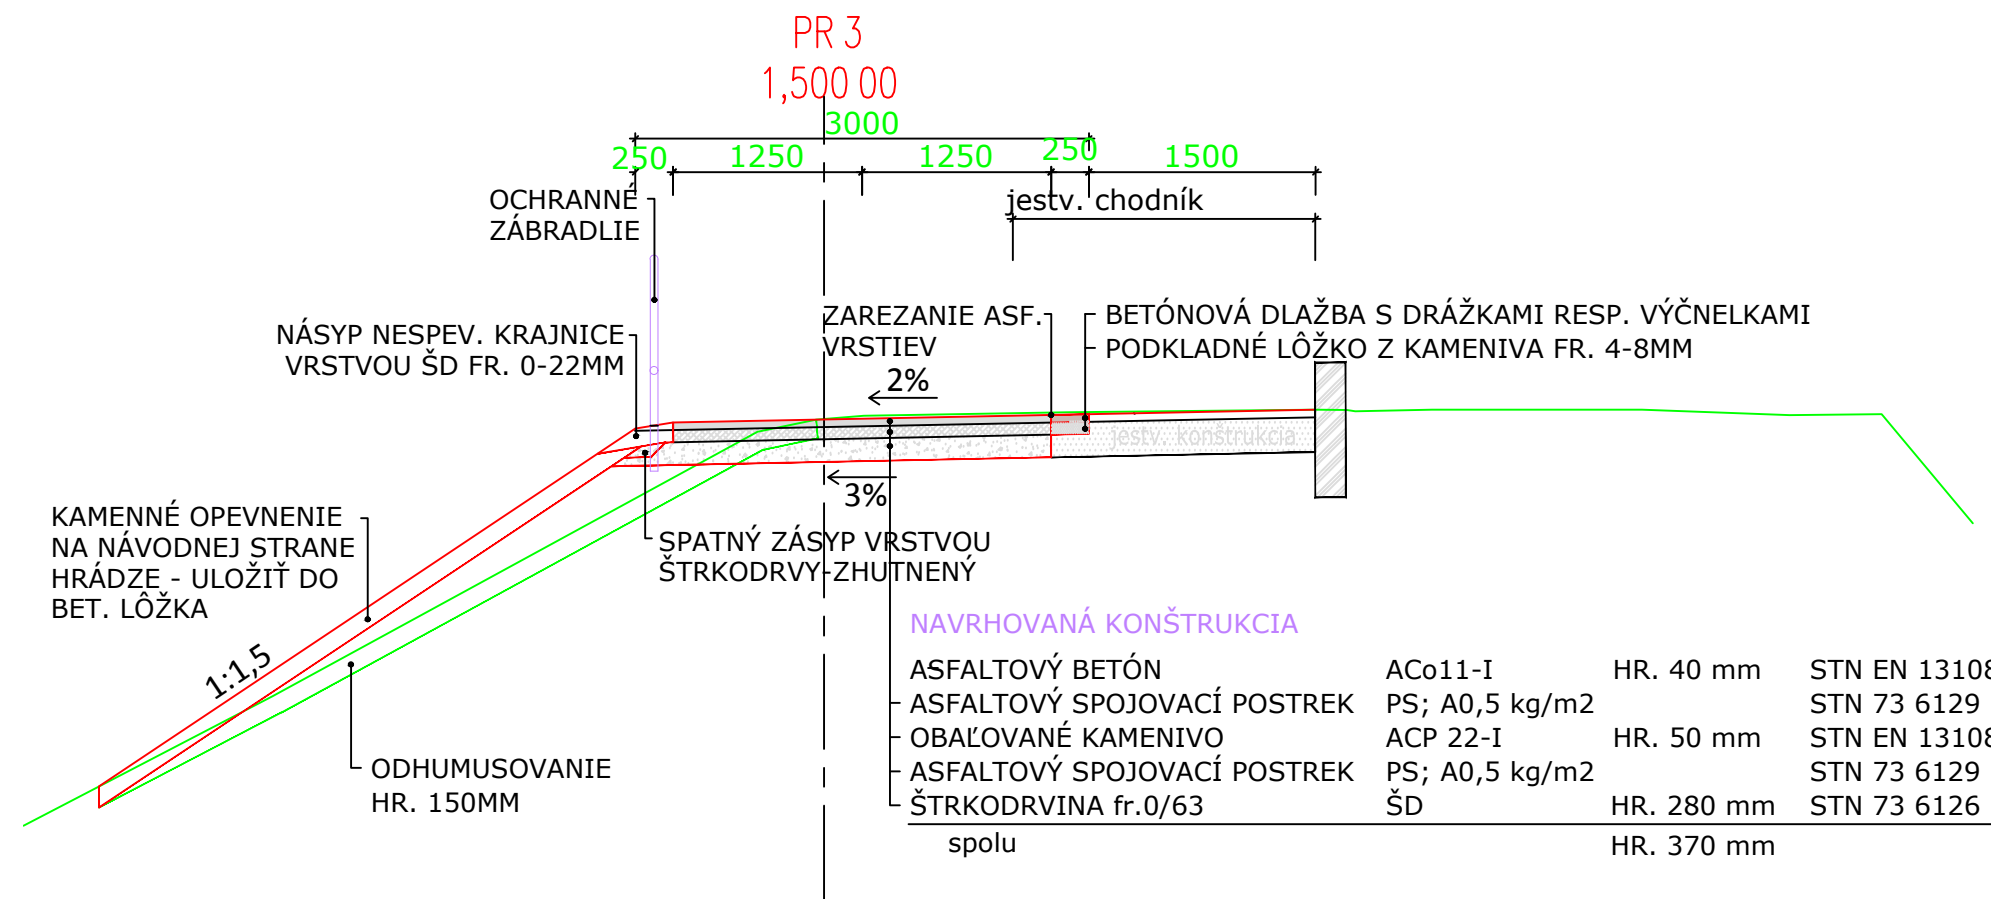 PR 3
1,500 00
3000
250 1250 1250 250 1500
jestv. chodník
OCHRANNÉ
ZÁBRADLIE
NÁSYP NESPEV. KRAJNICE
VRSTVOU ŠD FR. 0-22MM
ZAREZANIE ASF.
VRSTIEV
BETÓNOVÁ DLAŽBA S DRÁŽKAMI RESP. VÝČNELKAMI
PODKLADNÉ LÔŽKO Z KAMENIVA FR. 4-8MM
2%
jestv. konštrukcia
3%
KAMENNÉ OPEVNENIE
NA NÁVODNEJ STRANE
HRÁDZE - ULOŽIŤ DO
BET. LÔŽKA
SPATNÝ ZÁSYP VRSTVOU
ŠTRKODRVY-ZHUTNENÝ
1:1,5
ODHUMUSOVANIE
HR. 150MM
NAVRHOVANÁ KONŠTRUKCIA
ASFALTOVÝ BETÓN ACo11-I HR. 40 mm STN EN 13108
ASFALTOVÝ SPOJOVACÍ POSTREK PS; A0,5 kg/m2 STN 73 6129
OBAĽOVANÉ KAMENIVO ACP 22-I HR. 50 mm STN EN 13108
ASFALTOVÝ SPOJOVACÍ POSTREK PS; A0,5 kg/m2 STN 73 6129
ŠTRKODRVINA fr.0/63 ŠD HR. 280 mm STN 73 6126
spolu HR. 370 mm